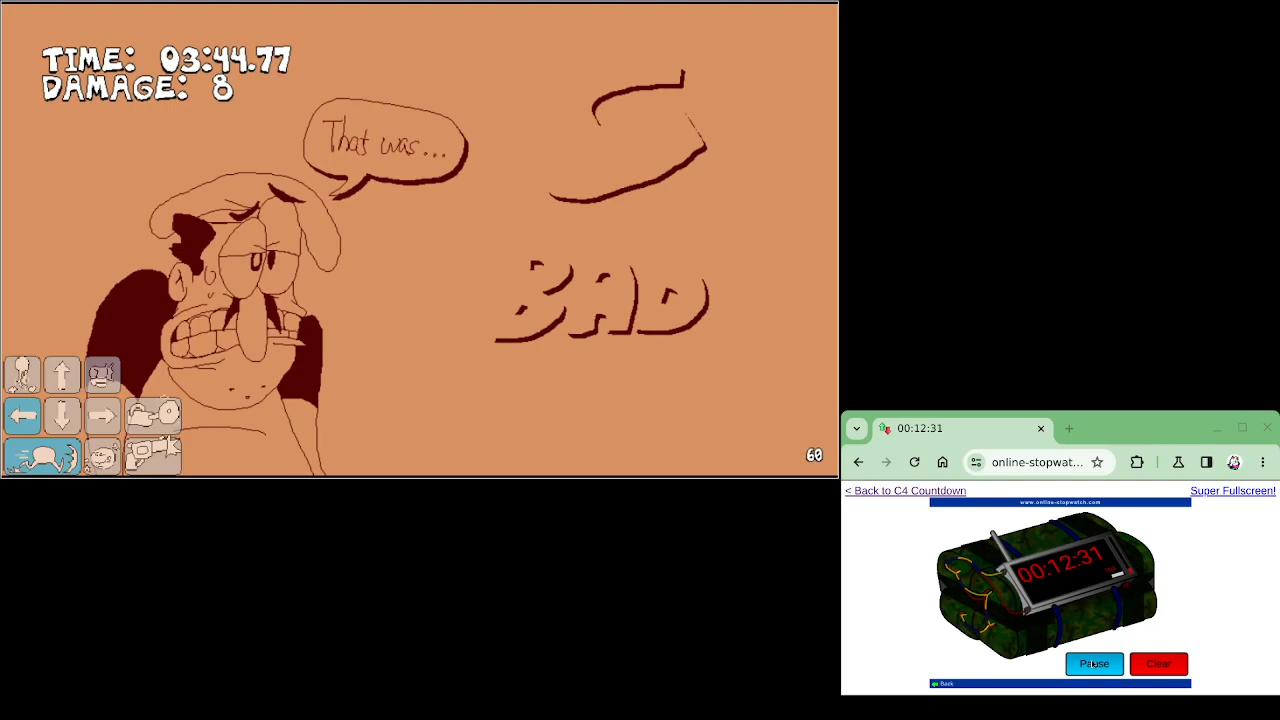 TIME: 03:44.77
DAMAGE: 8
That was...
S
BAD
60
00:12:31
online-stopwat...
< Back to C4 Countdown
Super Fullscreen!
www.online-stopwatch.com
00:12:31
Pause
Clear
Back